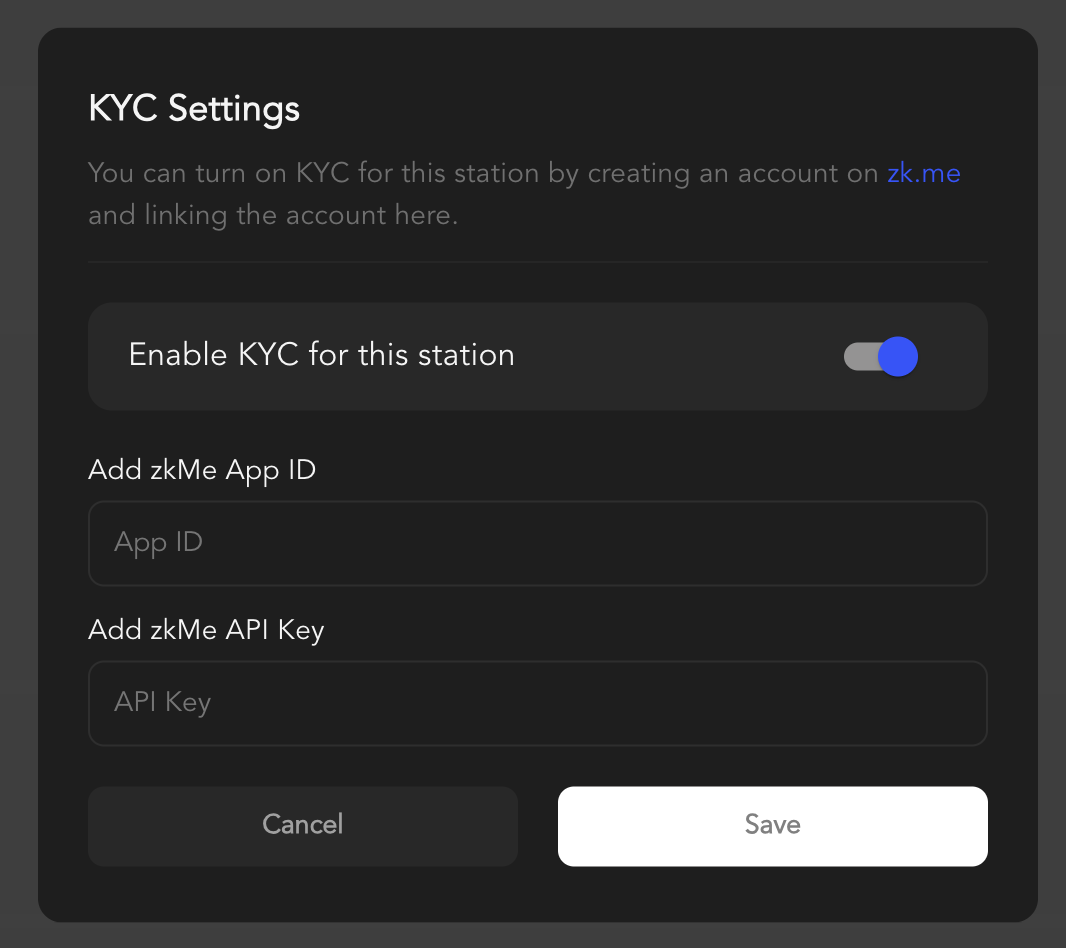 KYC Settings
You can turn on KYC for this station by creating an account on zk.me
and linking the account here.
Enable KYC for this station
Add zkMe App ID
App ID
Add zkMe API Key
API Key
Cancel
Save